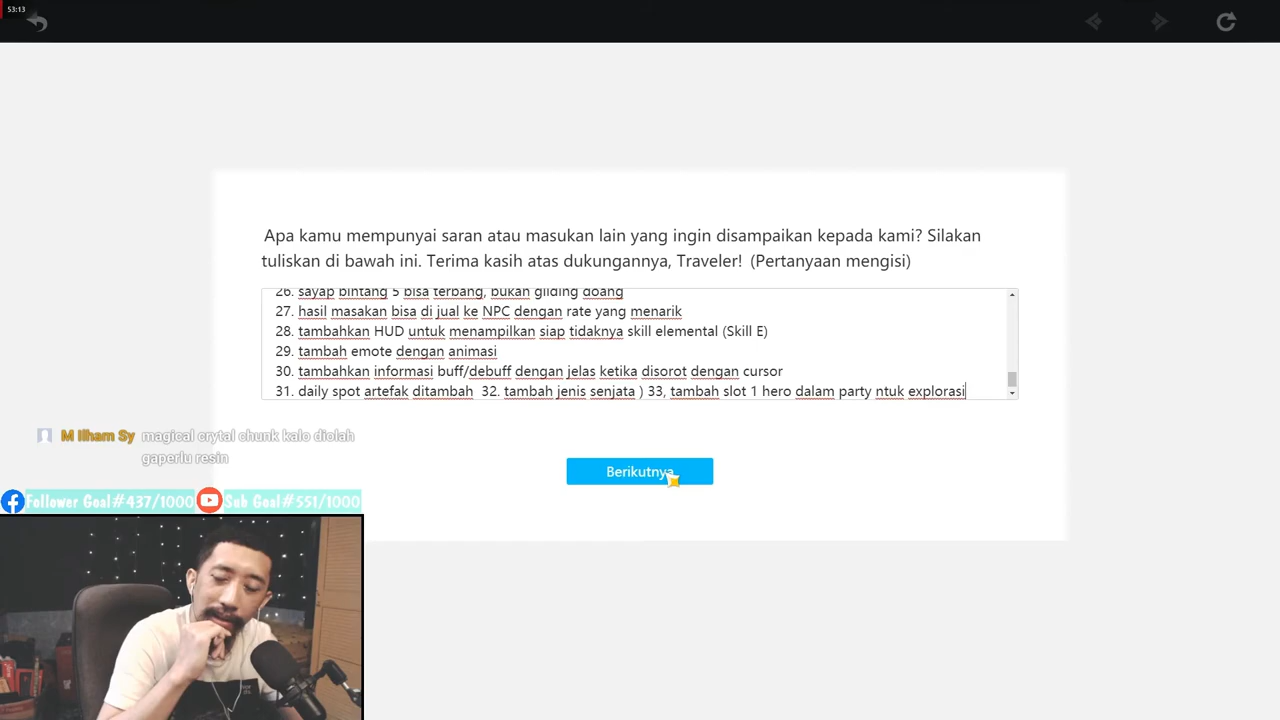 53:13
Apa kamu mempunyai saran atau masukan lain yang ingin disampaikan kepada kami? Silakan
tuliskan di bawah ini. Terima kasih atas dukungannya, Traveler! (Pertanyaan mengisi)
26. sayap bintang 5 bisa terbang, bukan gliding doang
27. hasil masakan bisa di jual ke NPC dengan rate yang menarik
28. tambahkan HUD untuk menampilkan siap tidaknya skill elemental (Skill E)
29. tambah emote dengan animasi
30. tambahkan informasi buff/debuff dengan jelas ketika disorot dengan cursor
31. daily spot artefak ditambah  32. tambah jenis senjata ) 33, tambah slot 1 hero dalam party ntuk explorasi
M Ilham Sy magical crytal chunk kalo diolah
gaperlu resin
Berikutnya
Follower Goal#437/1000 Sub Goal#551/1000